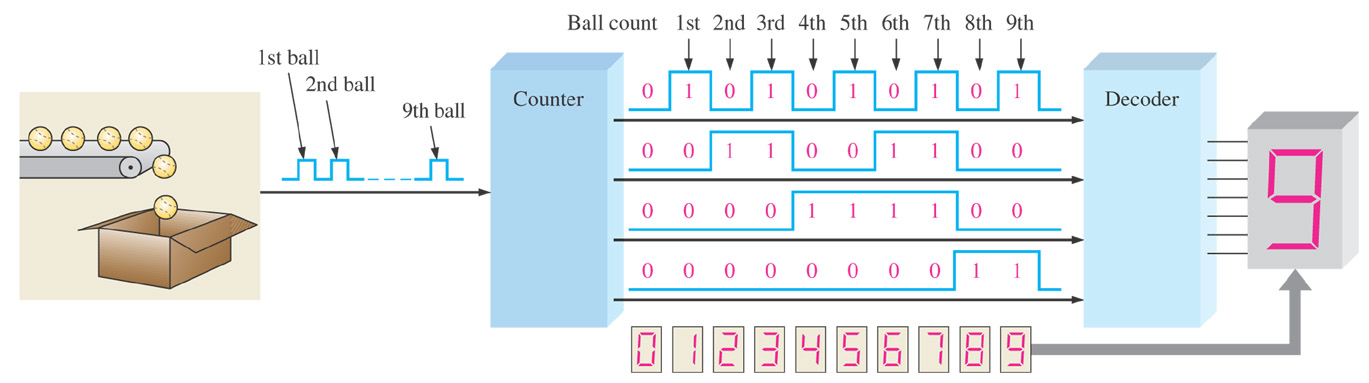 Ball count 1st 2nd 3rd 4th 5th 6th 7th 8th 9th
1st ball
2nd ball
9th ball
Counter
Decoder
0 1 0 1 0 1 0 1 0 1
0 0 1 1 0 0 1 1 0 0
0 0 0 0 1 1 1 1 0 0
0 0 0 0 0 0 0 0 1 1
9
0 1 2 3 4 5 6 7 8 9